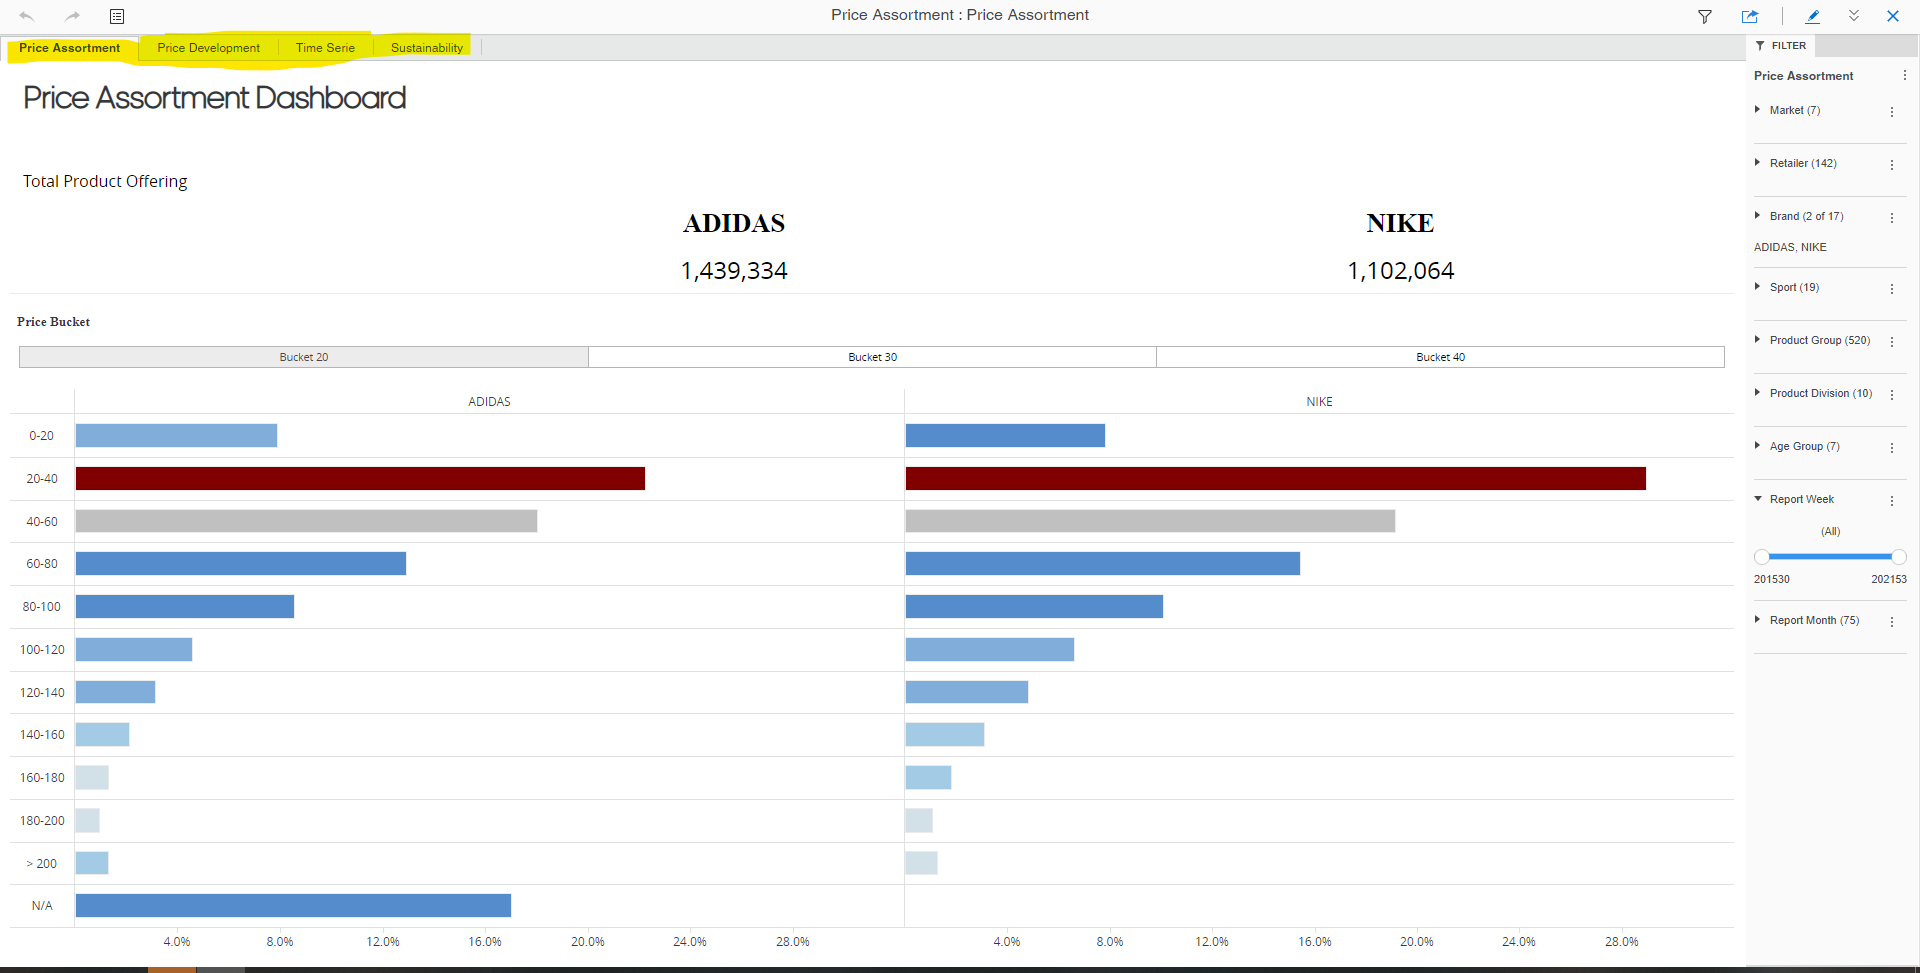 Price Assortment : Price Assortment
Price Assortment
Price Development
Time Serie
Sustainability
Price Assortment Dashboard
Total Product Offering
ADIDAS
NIKE
1,439,334
1,102,064
Price Bucket
Bucket 20
Bucket 30
Bucket 40
ADIDAS
NIKE
0-20
20-40
40-60
60-80
80-100
100-120
120-140
140-160
160-180
180-200
> 200
N/A
4.0% 8.0% 12.0% 16.0% 20.0% 24.0% 28.0%
4.0% 8.0% 12.0% 16.0% 20.0% 24.0% 28.0%
FILTER
Price Assortment
Market (7)
Retailer (142)
Brand (2 of 17)
ADIDAS, NIKE
Sport (19)
Product Group (520)
Product Division (10)
Age Group (7)
Report Week
(All)
201530 202153
Report Month (75)